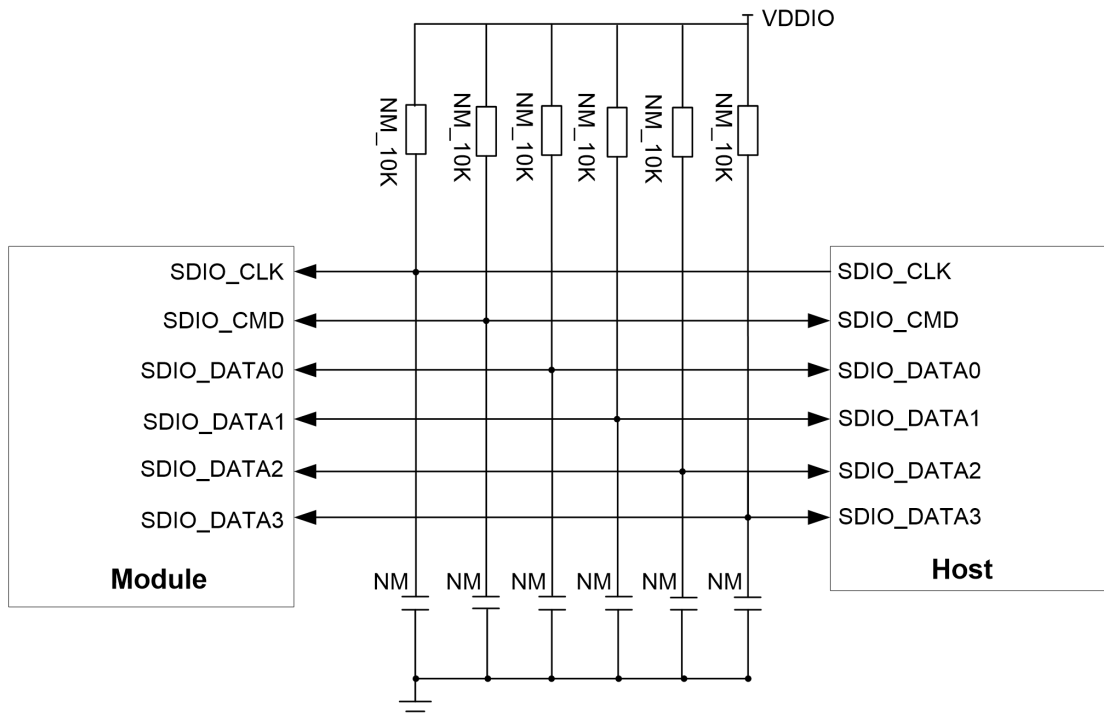 VDDIO
NM_10K
NM_10K
NM_10K
NM_10K
NM_10K
NM_10K
SDIO_CLK
SDIO_CLK
SDIO_CMD
SDIO_CMD
SDIO_DATA0
SDIO_DATA0
SDIO_DATA1
SDIO_DATA1
SDIO_DATA2
SDIO_DATA2
SDIO_DATA3
SDIO_DATA3
Module
Host
NM
NM
NM
NM
NM
NM